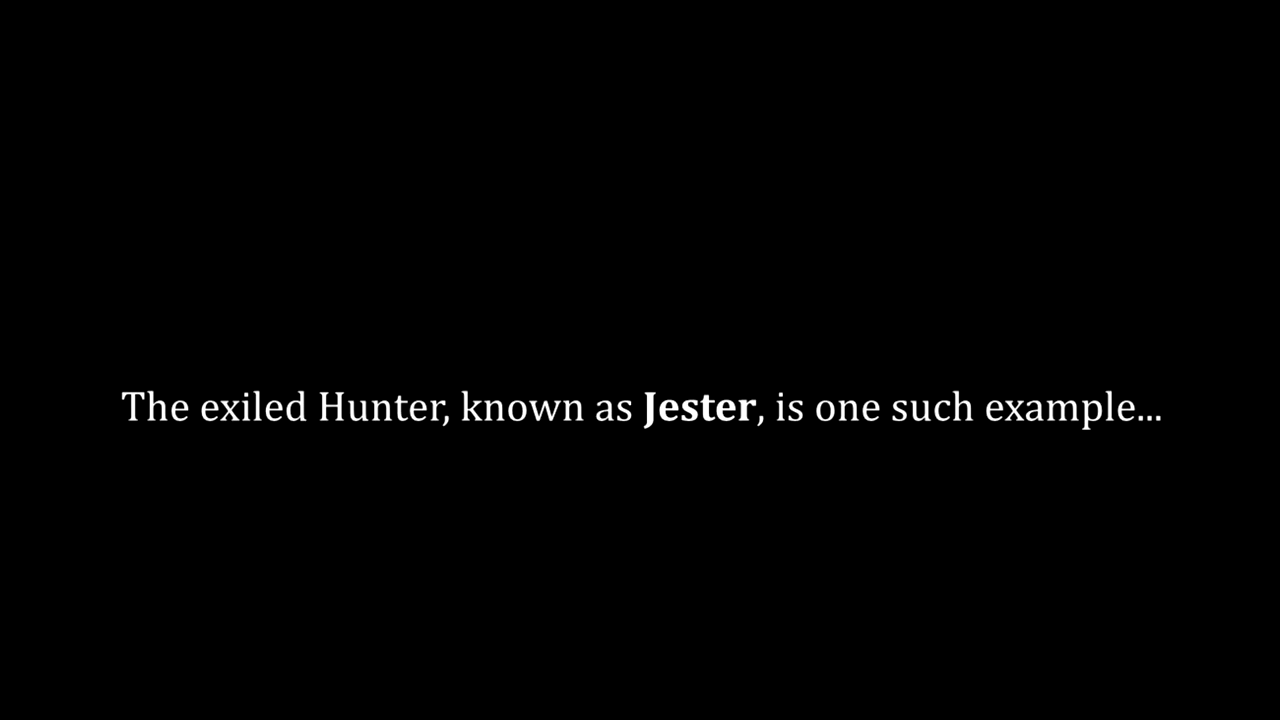 The exiled Hunter, known as Jester, is one such example...